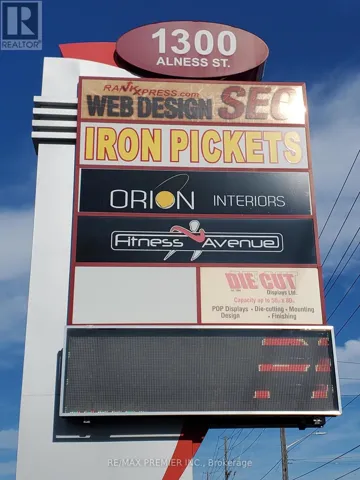 REALTOR®
1300
ALNESS ST.
RANKXPRESS.com
WEB DESIGN SEO
IRON PICKETS
ORION INTERIORS
Fitness Avenue
DIE CUT
Displays Ltd.
POP Displays • Die-cutting • Mounting
Design • Finishing
RE/MAX PREMIER INC., Brokerage